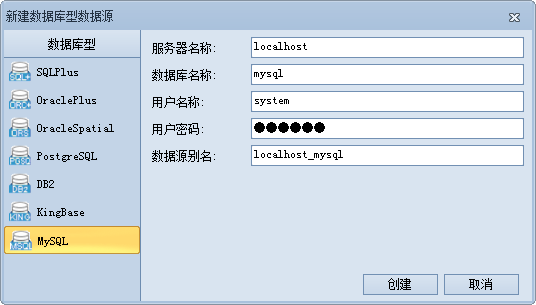 新建数据库型数据源
数据库型
SQLPlus
OraclePlus
OracleSpatial
PostgreSQL
DB2
KingBase
MySQL
服务器名称: localhost
数据库名称: mysql
用户名称: system
用户密码: ●●●●●●
数据源别名: localhost_mysql
创建 取消